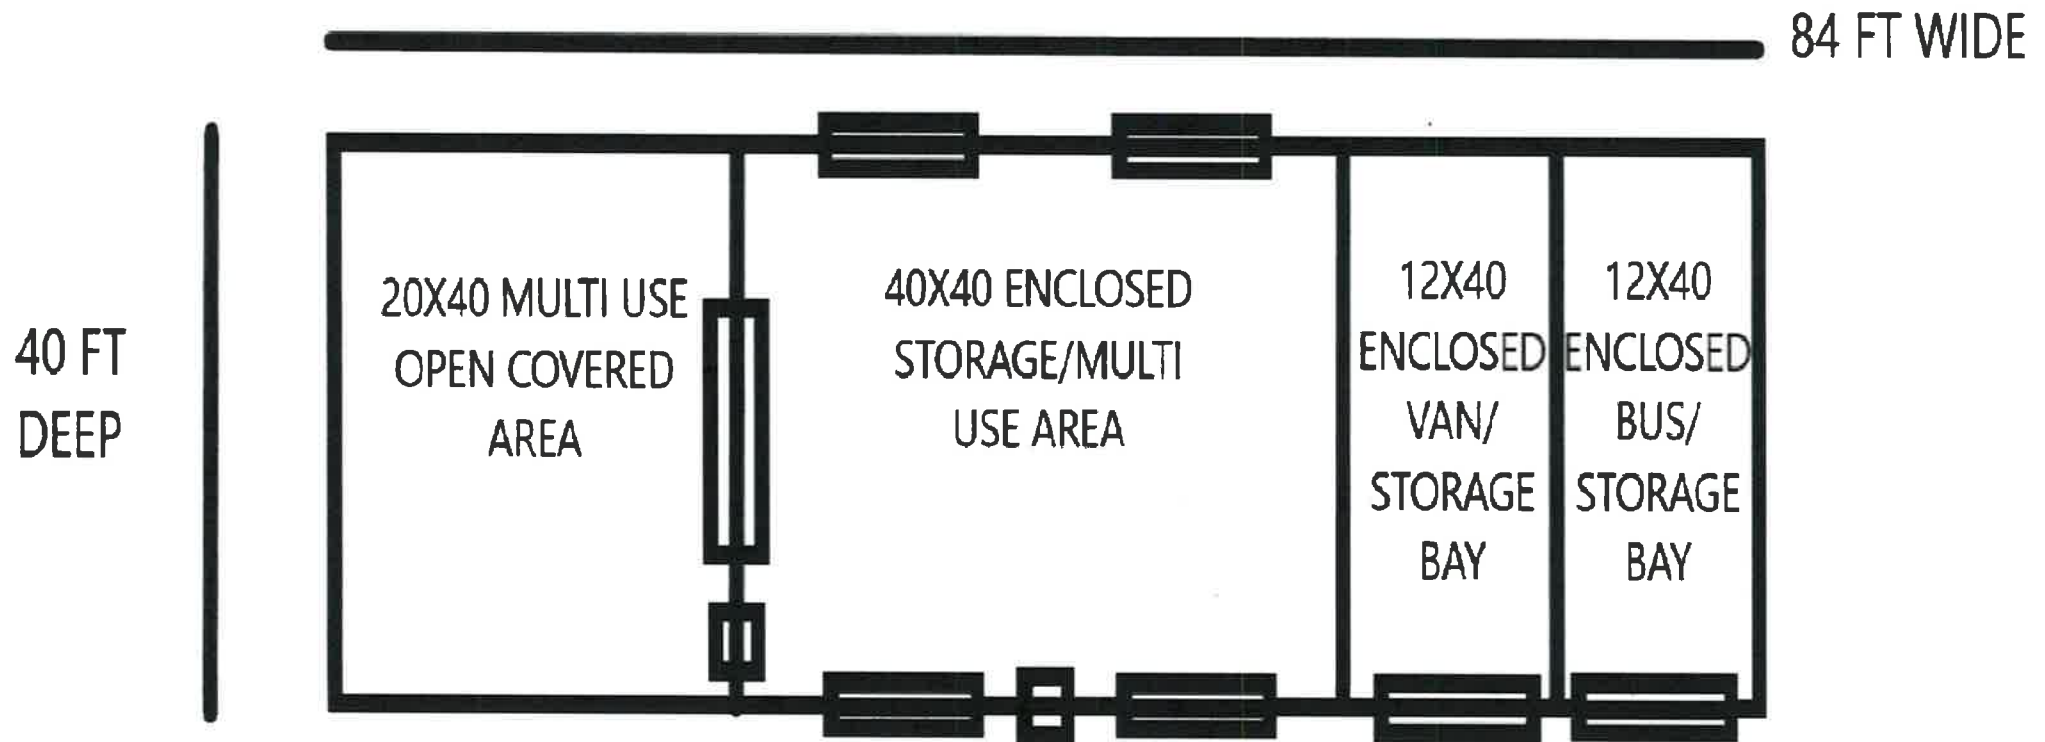 84 FT WIDE
40 FT
DEEP
20X40 MULTI USE
OPEN COVERED
AREA
40X40 ENCLOSED
STORAGE/MULTI
USE AREA
12X40
ENCLOSED
VAN/
STORAGE
BAY
12X40
ENCLOSED
BUS/
STORAGE
BAY